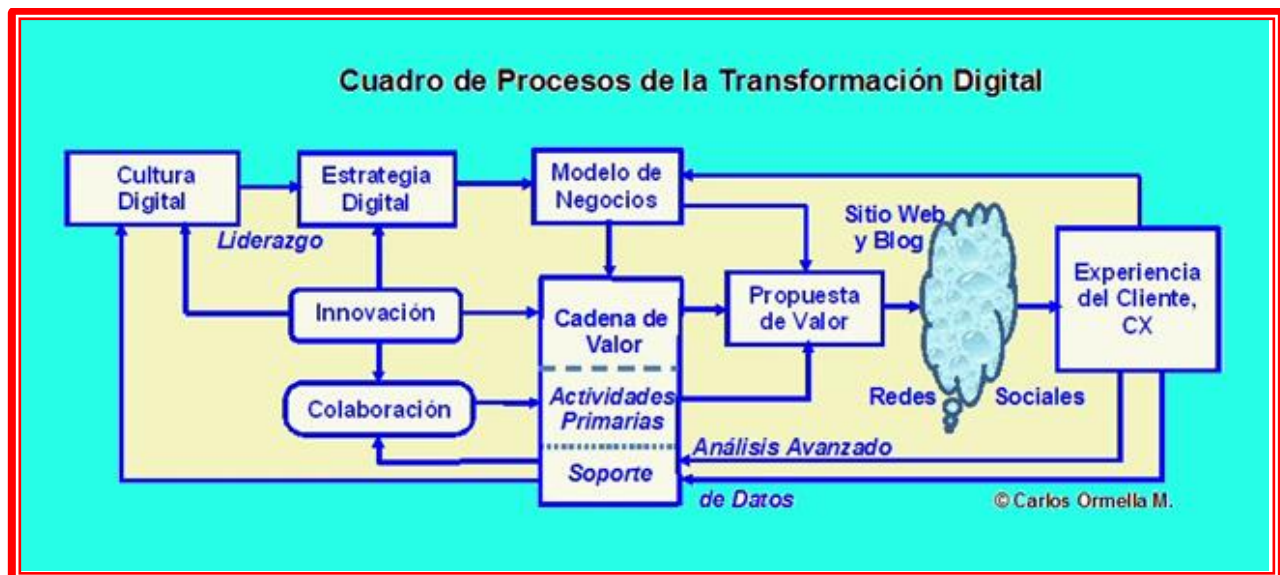 Cuadro de Procesos de la Transformación Digital
Cultura
Digital
Estrategia
Digital
Modelo de
Negocios
Liderazgo
Sitio Web
y Blog
Innovación
Cadena de
Valor
Propuesta
de Valor
Experiencia
del Cliente,
CX
Colaboración
Actividades
Primarias
Redes
Sociales
Soporte
Análisis Avanzado
de Datos
© Carlos Ormella M.